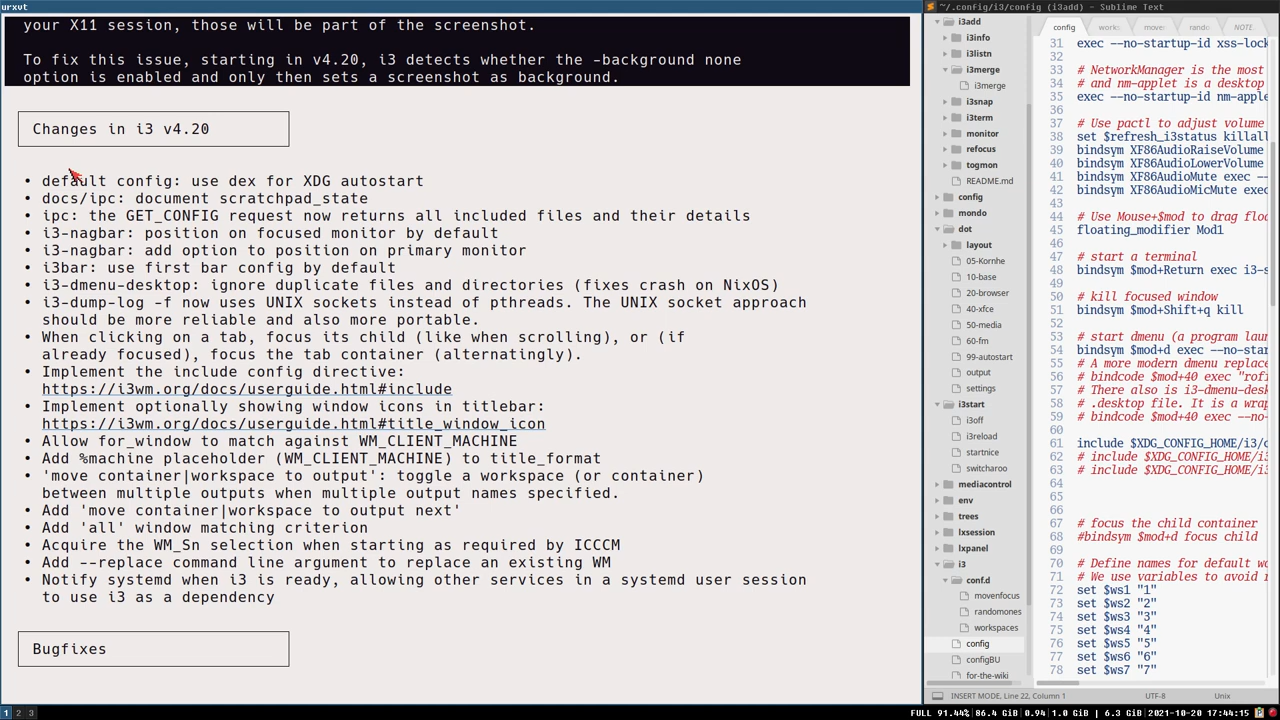 urxvt
your X11 session, those will be part of the screenshot.
To fix this issue, starting in v4.20, i3 detects whether the -background none
option is enabled and only then sets a screenshot as background.
Changes in i3 v4.20
• default config: use dex for XDG autostart
• docs/ipc: document scratchpad_state
• ipc: the GET_CONFIG request now returns all included files and their details
• i3-nagbar: position on focused monitor by default
• i3-nagbar: add option to position on primary monitor
• i3bar: use first bar config by default
• i3-dmenu-desktop: ignore duplicate files and directories (fixes crash on NixOS)
• i3-dump-log -f now uses UNIX sockets instead of pthreads. The UNIX socket approach
should be more reliable and also more portable.
• When clicking on a tab, focus its child (like when scrolling), or (if
already focused), focus the tab container (alternatingly).
• Implement the include config directive:
https://i3wm.org/docs/userguide.html#include
• Implement optionally showing window icons in titlebar:
https://i3wm.org/docs/userguide.html#title_window_icon
• Allow for_window to match against WM_CLIENT_MACHINE
• Add %machine placeholder (WM_CLIENT_MACHINE) to title_format
• 'move container|workspace to output': toggle a workspace (or container)
between multiple outputs when multiple output names specified.
• Add 'move container|workspace to output next'
• Add 'all' window matching criterion
• Acquire the WM_Sn selection when starting as required by ICCCM
• Add --replace command line argument to replace an existing WM
• Notify systemd when i3 is ready, allowing other services in a systemd user session
to use i3 as a dependency
Bugfixes
~/.config/i3/config (i3add) - Sublime Text
i3add
i3info
i3listn
i3merge
i3merge
i3snap
i3term
monitor
refocus
togmon
README.md
config
mondo
dot
layout
05-Kornhe
10-base
20-browser
40-xfce
50-media
60-fm
99-autostart
output
settings
i3start
i3off
i3reload
startnice
switcharoo
mediacontrol
env
trees
lxsession
lxpanel
i3
conf.d
movenfocus
randomones
workspaces
config
configBU
for-the-wiki
config works move rando NOTE.
31 exec --no-startup-id xss-lock
32
33 # NetworkManager is the most
34 # and nm-applet is a desktop
35 exec --no-startup-id nm-apple
36
37 # Use pactl to adjust volume
38 set $refresh_i3status killall
39 bindsym XF86AudioRaiseVolume
40 bindsym XF86AudioLowerVolume
41 bindsym XF86AudioMute exec --
42 bindsym XF86AudioMicMute exec
43
44 # Use Mouse+$mod to drag floa
45 floating_modifier Mod1
46
47 # start a terminal
48 bindsym $mod+Return exec i3-s
49
50 # kill focused window
51 bindsym $mod+Shift+q kill
52
53 # start dmenu (a program laun
54 bindsym $mod+d exec --no-star
55 # A more modern dmenu replace
56 # bindcode $mod+40 exec "rofi
57 # There also is i3-dmenu-desk
58 # .desktop file. It is a wrap
59 # bindcode $mod+40 exec --no-
60
61 include $XDG_CONFIG_HOME/i3/c
62 # include $XDG_CONFIG_HOME/i3
63 # include $XDG_CONFIG_HOME/i3
64
65
66
67 # focus the child container
68 #bindsym $mod+d focus child
69
70 # Define names for default wo
71 # We use variables to avoid r
72 set $ws1 "1"
73 set $ws2 "2"
74 set $ws3 "3"
75 set $ws4 "4"
76 set $ws5 "5"
77 set $ws6 "6"
78 set $ws7 "7"
INSERT MODE, Line 22, Column 1 UTF-8 Unix
1 2 3 FULL 91.44%|86.4 GiB|0.94|1.0 GiB | 6.3 GiB|2021-10-20 17:44:15